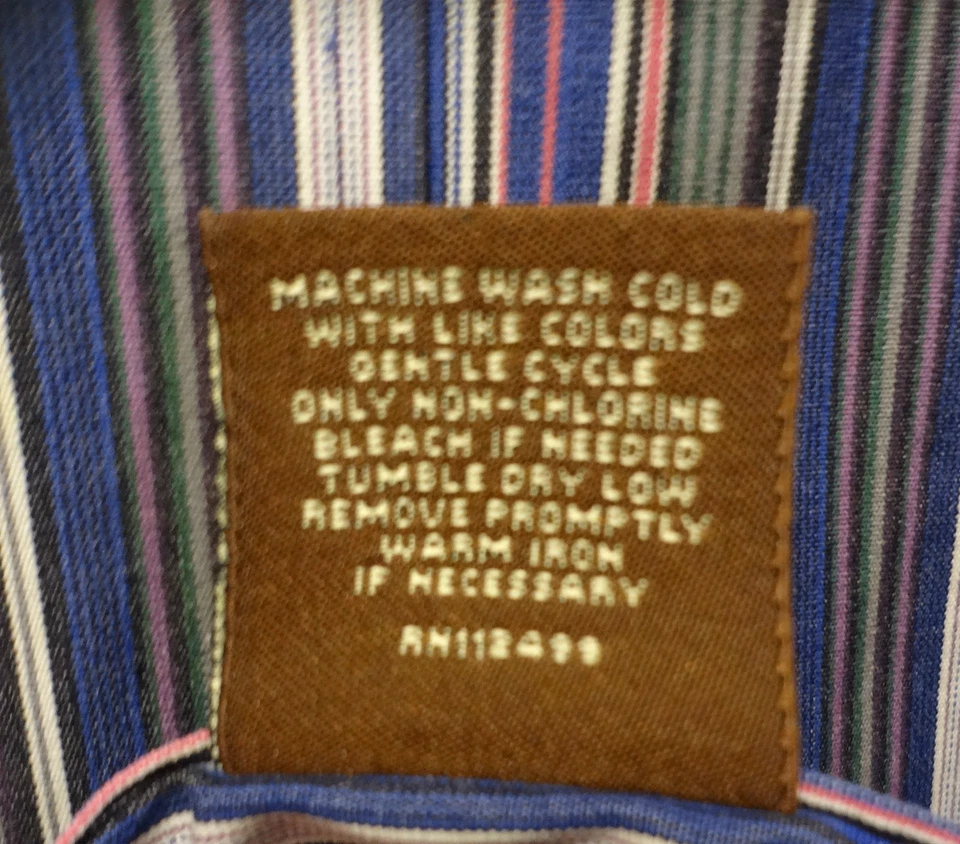 MACHINE WASH COLD
WITH LIKE COLORS
GENTLE CYCLE
ONLY NON-CHLORINE
BLEACH IF NEEDED
TUMBLE DRY LOW
REMOVE PROMPTLY
WARM IRON
IF NECESSARY
RN112499